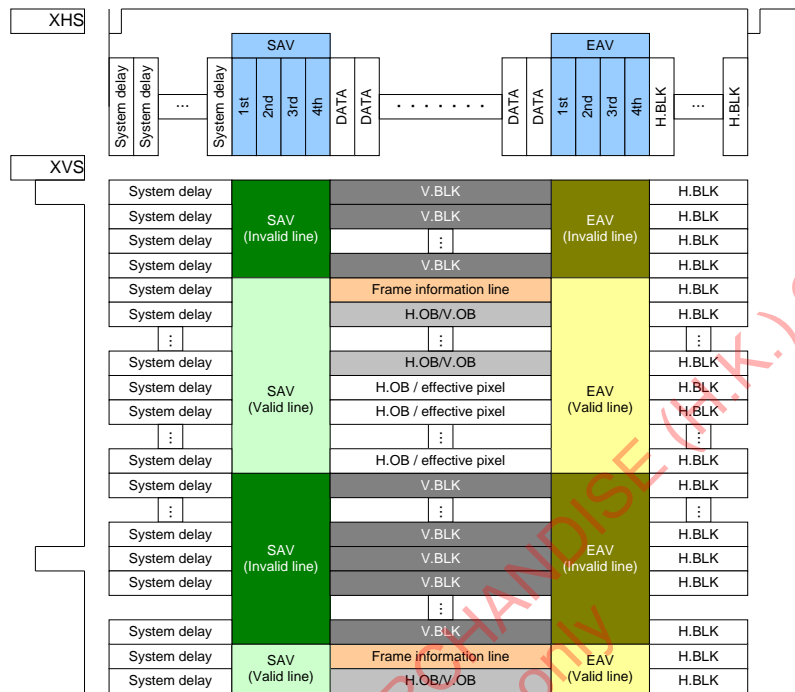 XHS
SAV EAV
System delay System delay ... System delay 1st 2nd 3rd 4th DATA DATA ······· DATA DATA 1st 2nd 3rd 4th H.BLK ... H.BLK
XVS
System delay V.BLK H.BLK
System delay SAV (Invalid line) V.BLK EAV (Invalid line) H.BLK
System delay ⋮ H.BLK
System delay V.BLK H.BLK
System delay Frame information line H.BLK
System delay H.OB/V.OB H.BLK
⋮ ⋮ ⋮
System delay H.OB/V.OB H.BLK
System delay SAV (Valid line) H.OB / effective pixel EAV (Valid line) H.BLK
System delay H.OB / effective pixel H.BLK
⋮ ⋮ ⋮
System delay H.OB / effective pixel H.BLK
System delay V.BLK H.BLK
⋮ ⋮ ⋮
System delay V.BLK H.BLK
System delay SAV (Invalid line) V.BLK EAV (Invalid line) H.BLK
System delay V.BLK H.BLK
⋮
System delay V.BLK H.BLK
System delay SAV (Valid line) Frame information line EAV (Valid line) H.BLK
System delay H.OB/V.OB H.BLK
(H.K.)
only